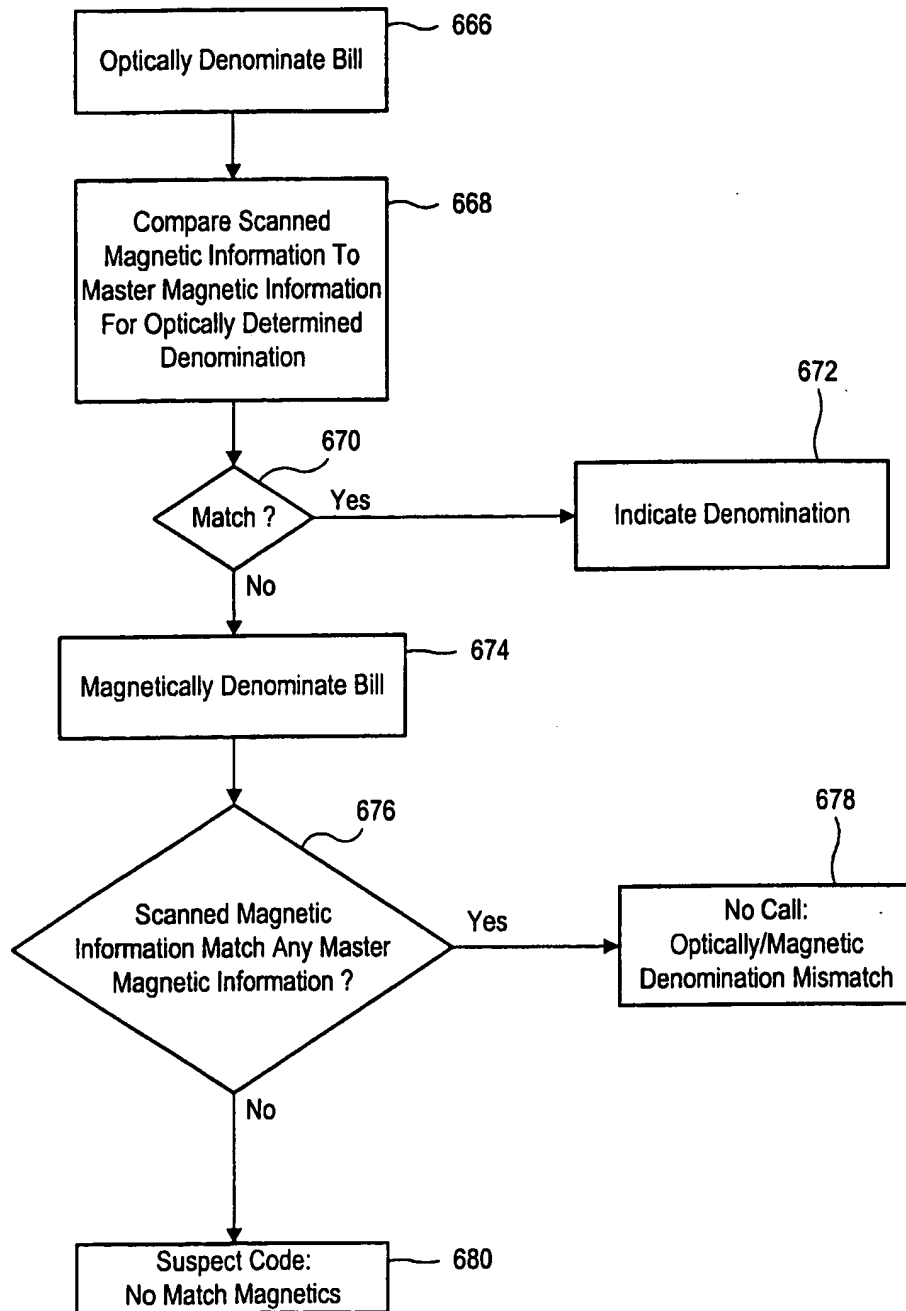 666
Optically Denominate Bill
668
Compare Scanned
Magnetic Information To
Master Magnetic Information
For Optically Determined
Denomination
672
670
Match ?
Yes
Indicate Denomination
No
674
Magnetically Denominate Bill
676
678
Scanned Magnetic
Information Match Any Master
Magnetic Information ?
Yes
No Call:
Optically/Magnetic
Denomination Mismatch
No
Suspect Code:
No Match Magnetics
680